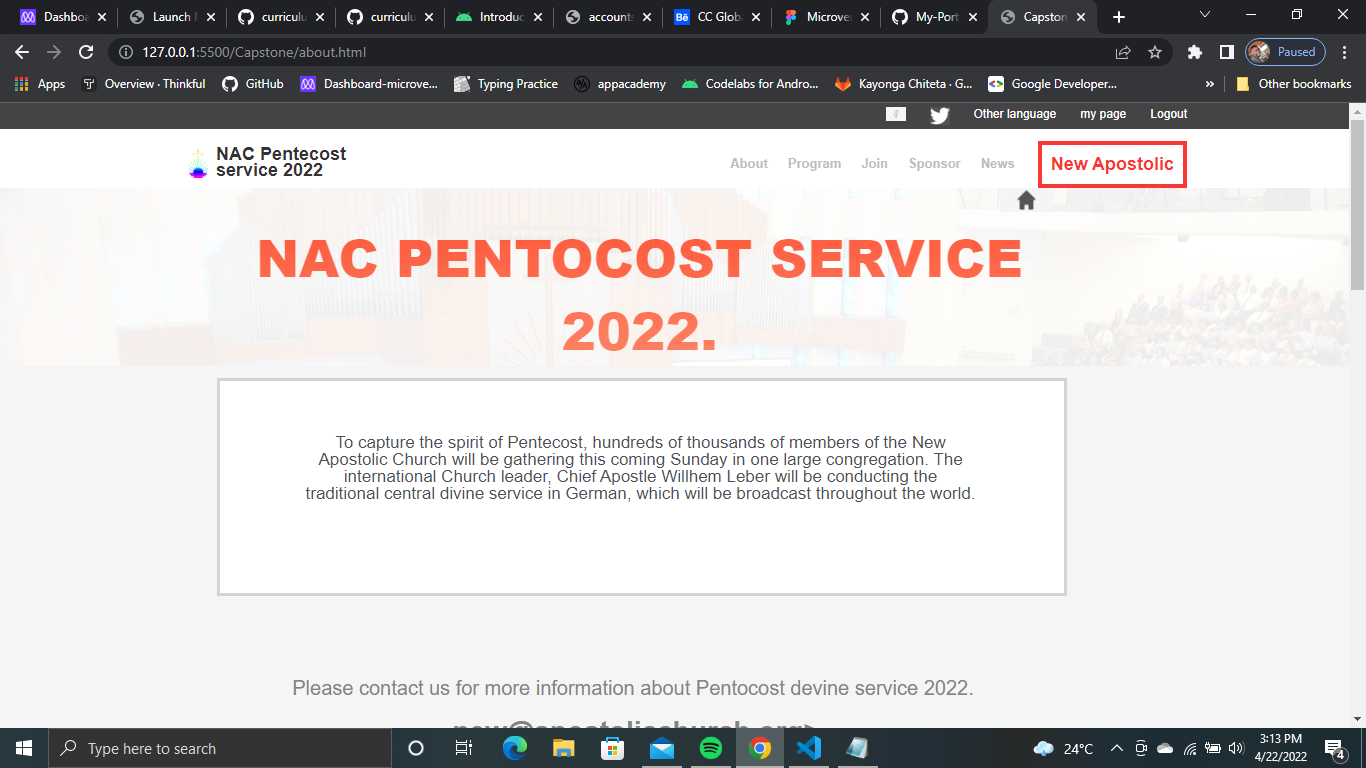 Dashboa
Launch
curriculu
curriculu
Introduc
accounts
CC Globa
Microver
My-Port
Capston
127.0.0.1:5500/Capstone/about.html
Paused
Apps
Overview · Thinkful
GitHub
Dashboard-microve...
Typing Practice
appacademy
Codelabs for Andro...
Kayonga Chiteta · G...
Google Developer...
»
Other bookmarks
Other language
my page
Logout
NAC Pentecost
service 2022
About
Program
Join
Sponsor
News
New Apostolic
NAC PENTOCOST SERVICE
2022.
To capture the spirit of Pentecost, hundreds of thousands of members of the New
Apostolic Church will be gathering this coming Sunday in one large congregation. The
international Church leader, Chief Apostle Willhem Leber will be conducting the
traditional central divine service in German, which will be broadcast throughout the world.
Please contact us for more information about Pentocost devine service 2022.
new@apostolicchurch.org>
Type here to search
24°C
3:13 PM
4/22/2022
4